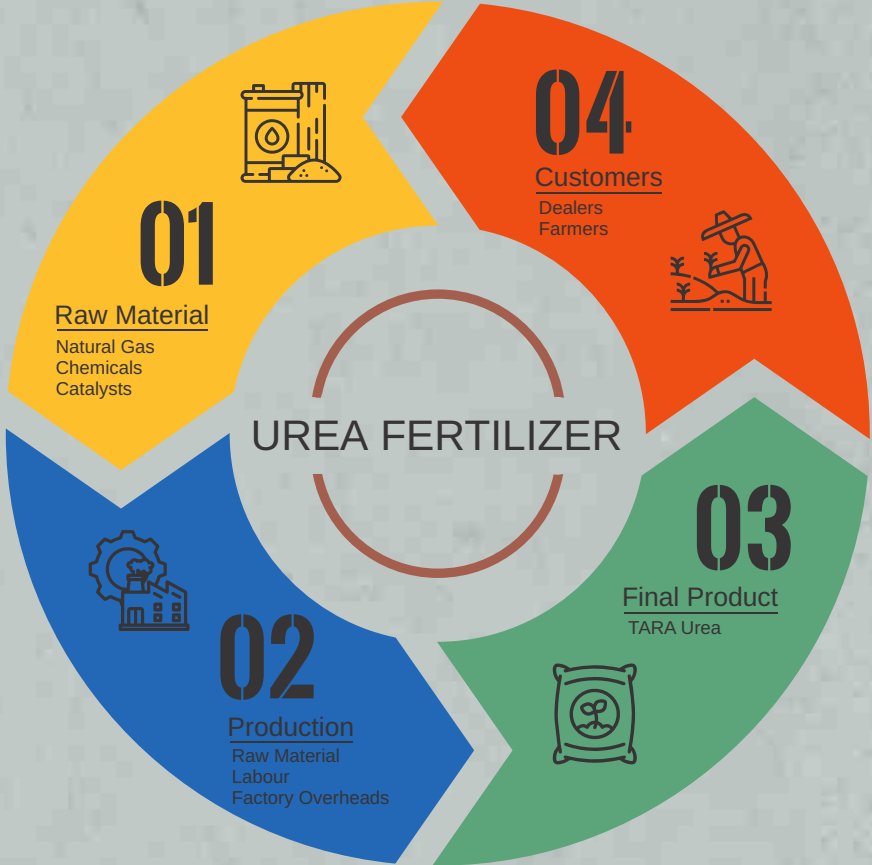 01
Raw Material
Natural Gas
Chemicals
Catalysts
02
Production
Raw Material
Labour
Factory Overheads
03
Final Product
TARA Urea
04
Customers
Dealers
Farmers
UREA FERTILIZER